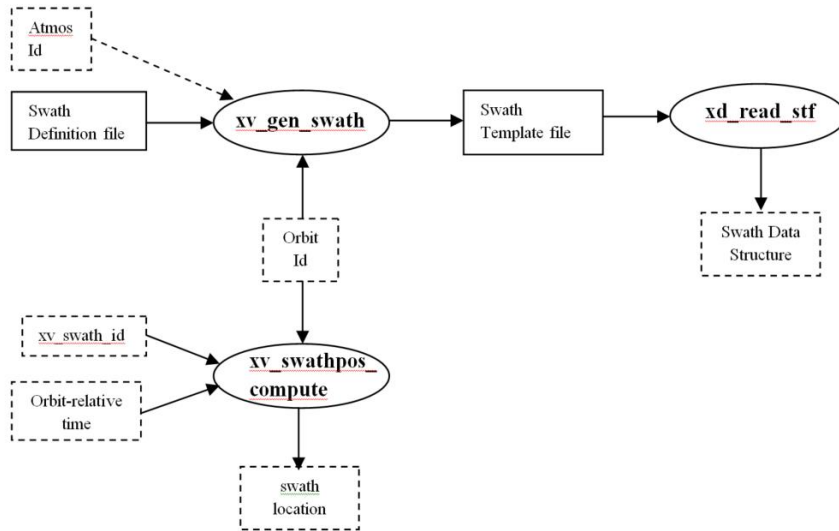 Atmos
Id
Swath
Definition file
xv_gen_swath
Swath
Template file
xd_read_stf
Orbit
Id
Swath Data
Structure
xv_swath_id
Orbit-relative
time
xv_swathpos_
compute
swath
location